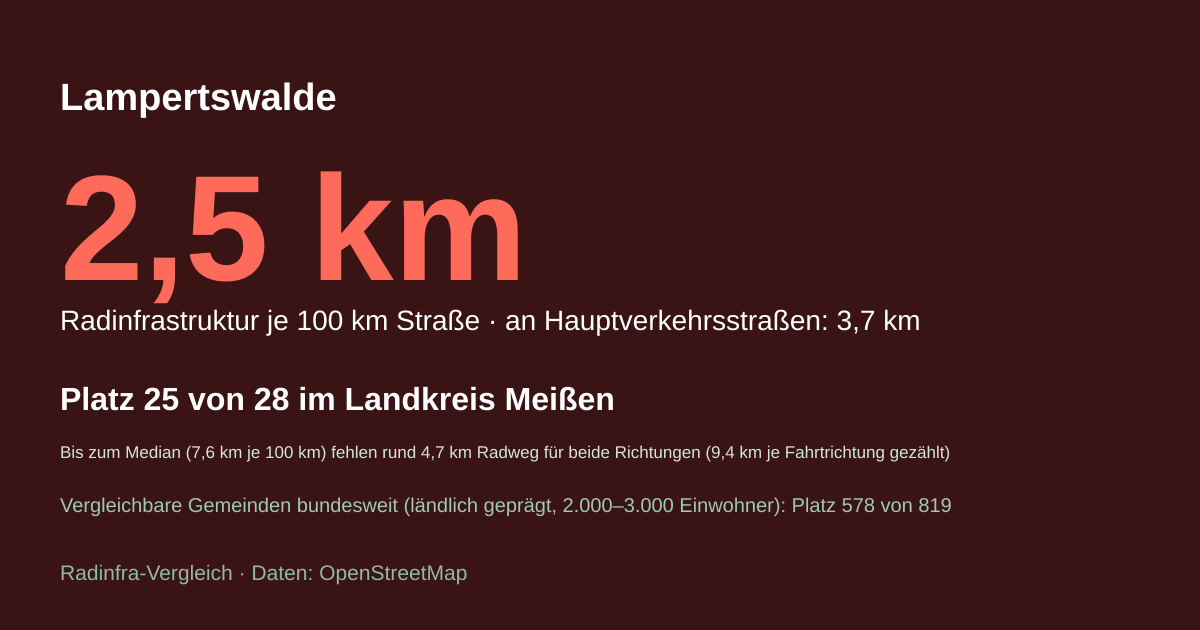 Lampertswalde
2,5 km
Radinfrastruktur je 100 km Straße · an Hauptverkehrsstraßen: 3,7 km
Platz 25 von 28 im Landkreis Meißen
Bis zum Median (7,6 km je 100 km) fehlen rund 4,7 km Radweg für beide Richtungen (9,4 km je Fahrtrichtung gezählt)
Vergleichbare Gemeinden bundesweit (ländlich geprägt, 2.000–3.000 Einwohner): Platz 578 von 819
Radinfra-Vergleich · Daten: OpenStreetMap